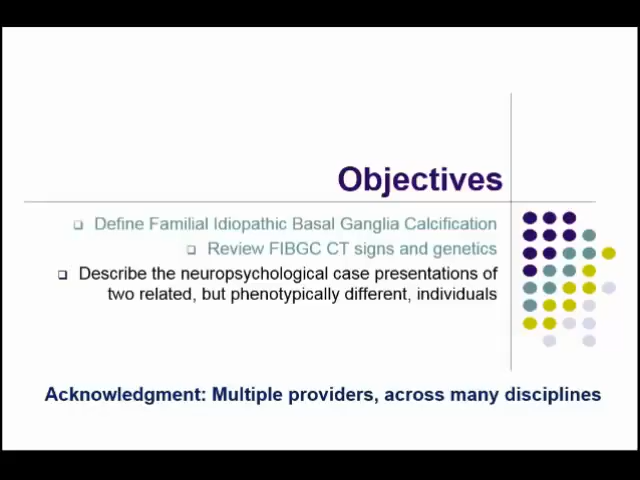 Objectives
Define Familial Idiopathic Basal Ganglia Calcification
Review FIBGC CT signs and genetics
Describe the neuropsychological case presentations of
two related, but phenotypically different, individuals
Acknowledgment: Multiple providers, across many disciplines